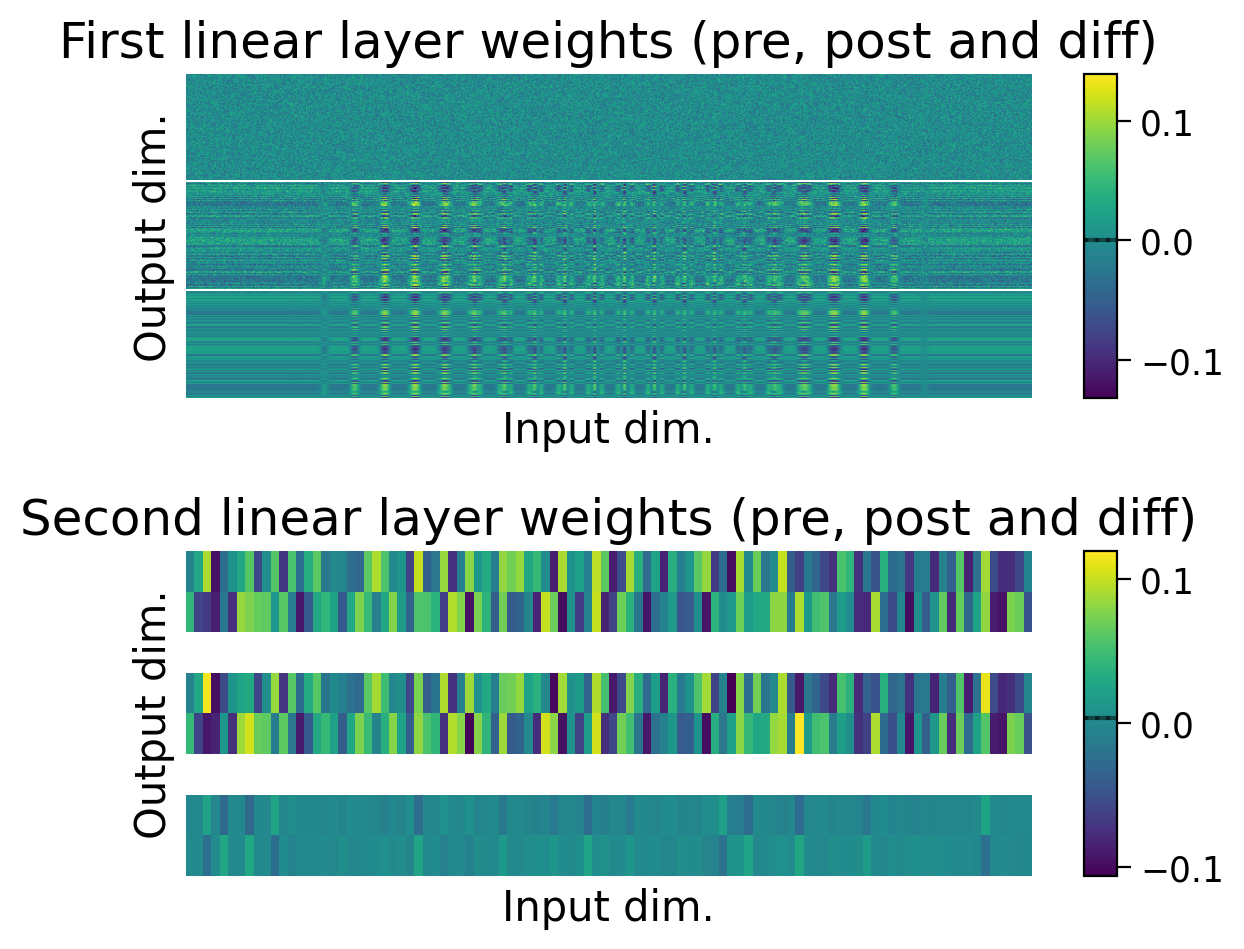 First linear layer weights (pre, post and diff)
Output dim.
0.1
0.0
−0.1
Input dim.
Second linear layer weights (pre, post and diff)
Output dim.
0.1
0.0
−0.1
Input dim.